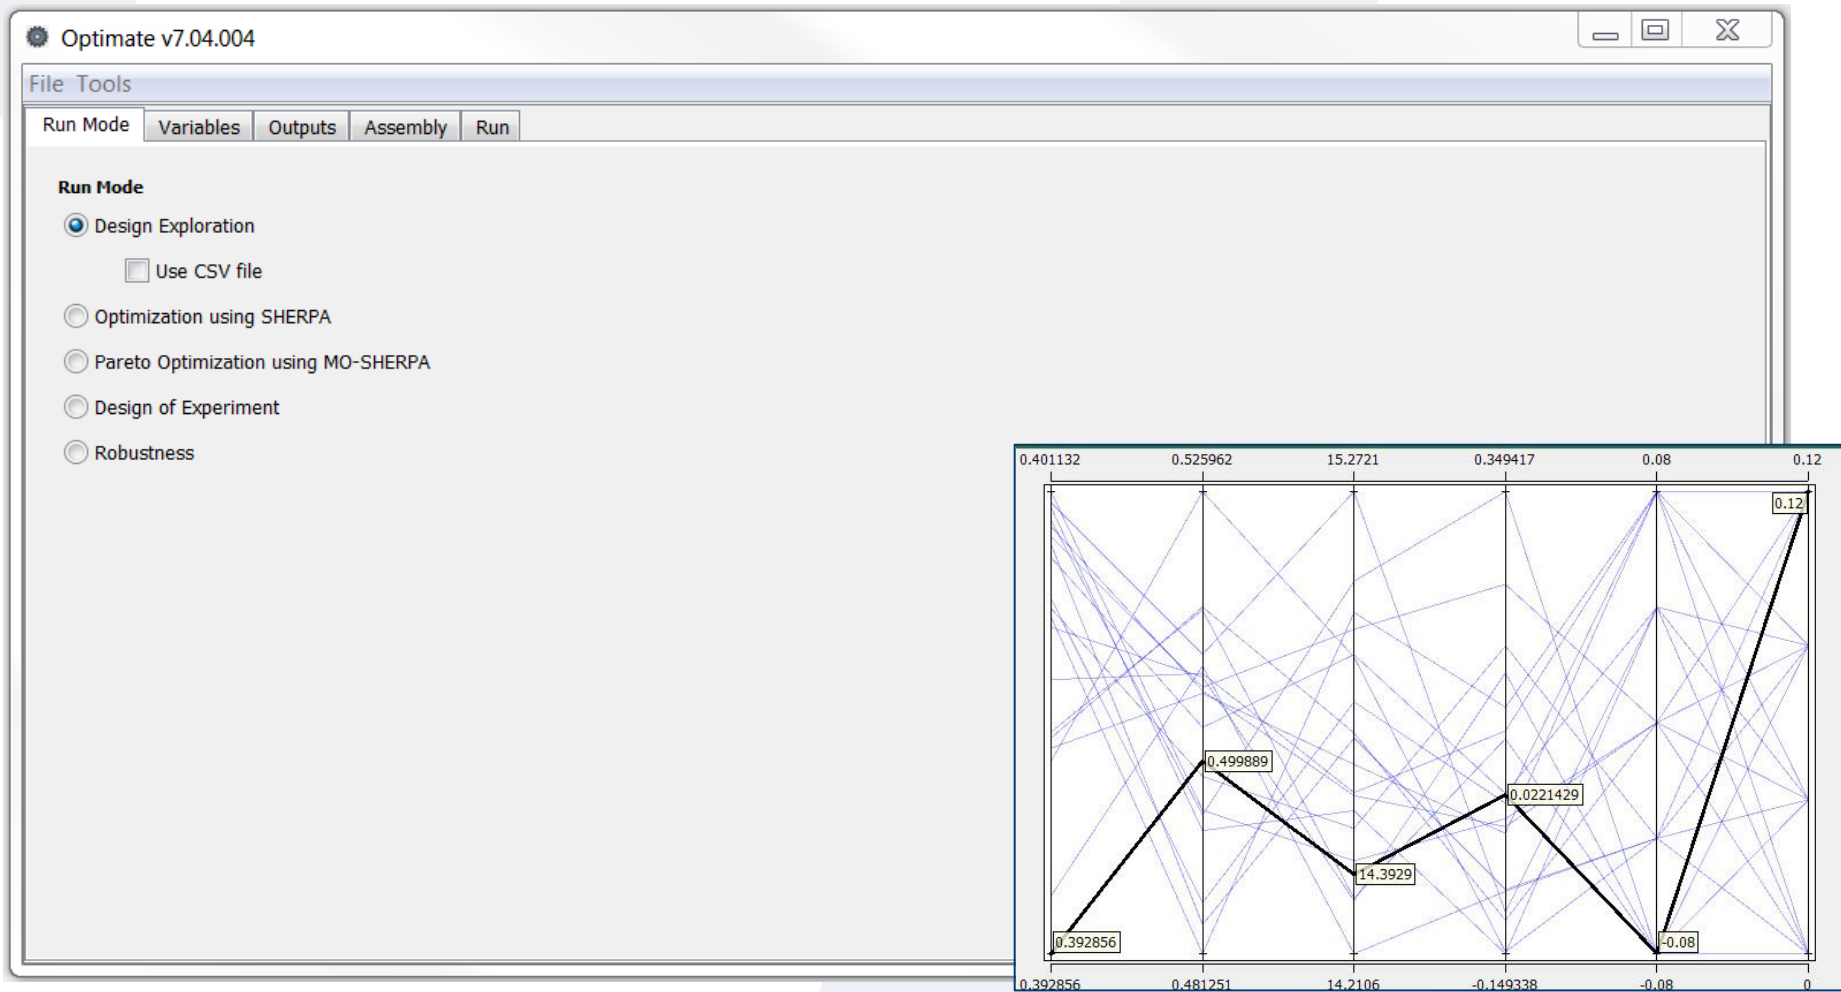 Optimate v7.04.004
File Tools
Run Mode Variables Outputs Assembly Run
Run Mode
Design Exploration
Use CSV file
Optimization using SHERPA
Pareto Optimization using MO-SHERPA
Design of Experiment
Robustness
0.401132 0.525962 15.2721 0.349417 0.08 0.12
0.12
0.499889
0.0221429
14.3929
0.392856
-0.08
0.392856 0.481251 14.2106 -0.149338 -0.08 0